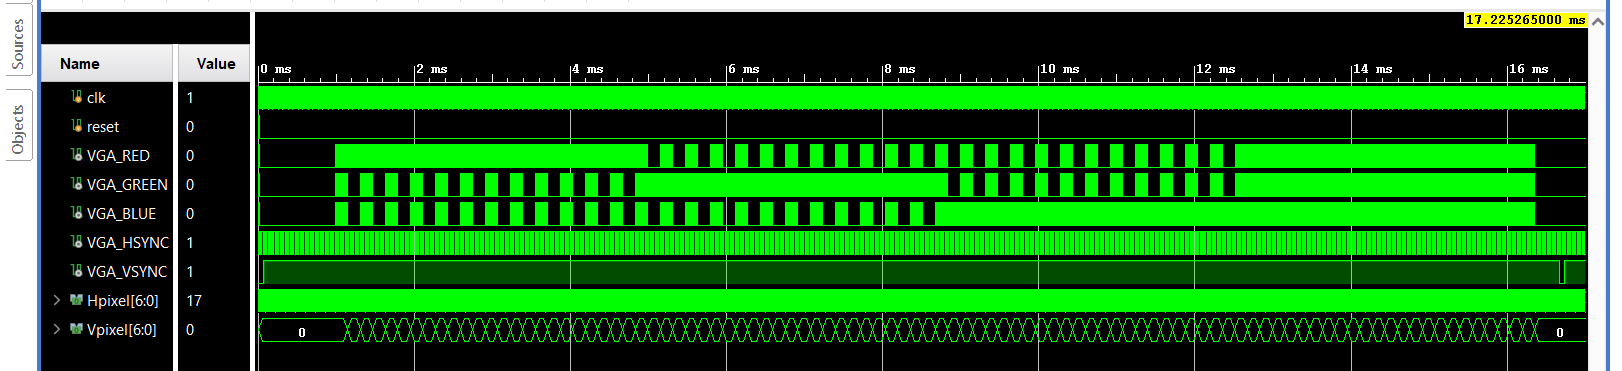 Sources
Objects
17.225265000 ms
Name Value
0 ms 2 ms 4 ms 6 ms 8 ms 10 ms 12 ms 14 ms 16 ms
clk 1
reset 0
VGA_RED 0
VGA_GREEN 0
VGA_BLUE 0
VGA_HSYNC 1
VGA_VSYNC 1
Hpixel[6:0] 17
Vpixel[6:0] 0 0 0